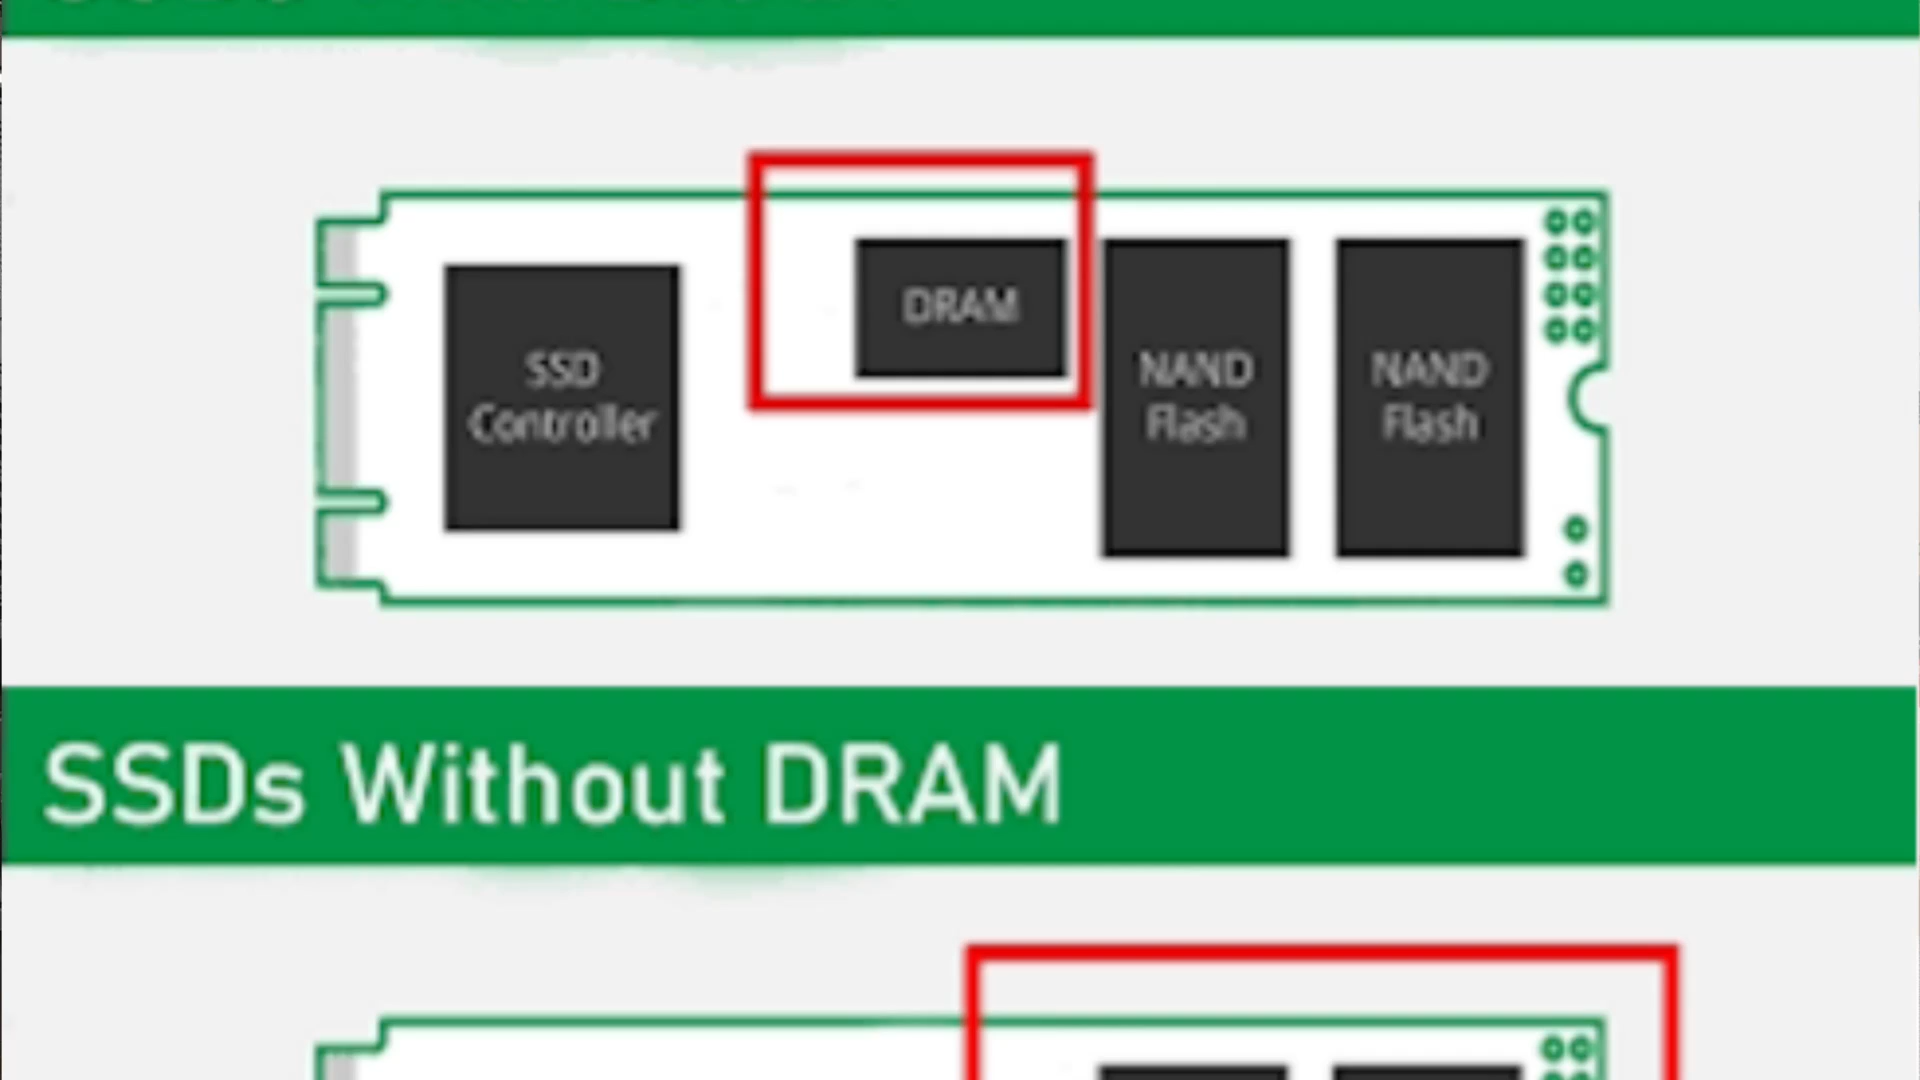 DRAM
SSD
Controller
NAND
Flash
NAND
Flash
SSDs Without DRAM